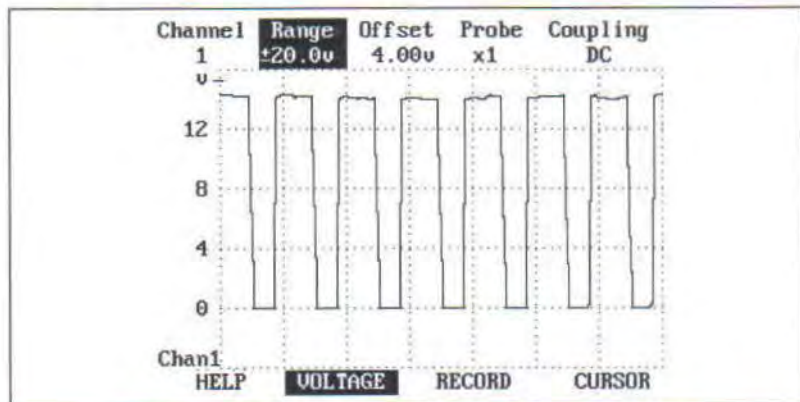 Channel Range Offset Probe Coupling
1 ±20.0v 4.00v x1 DC
v
12
8
4
0
Chan1
HELP VOLTAGE RECORD CURSOR